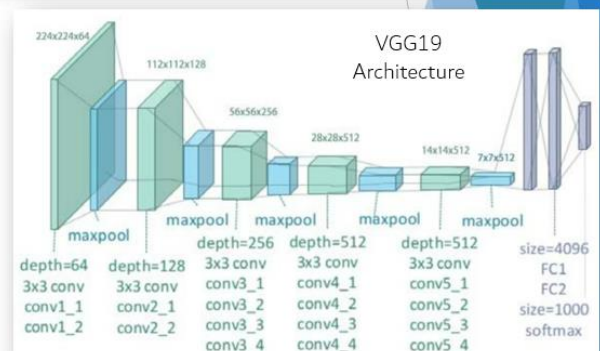 VGG19
Architecture
224x224x64
112x112x128
56x56x256
28x28x512
14x14x512
7x7x512
maxpool
maxpool
maxpool
maxpool
maxpool
depth=64
3x3 conv
conv1_1
conv1_2
depth=128
3x3 conv
conv2_1
conv2_2
depth=256
3x3 conv
conv3_1
conv3_2
conv3_3
conv3_4
depth=512
3x3 conv
conv4_1
conv4_2
conv4_3
conv4_4
depth=512
3x3 conv
conv5_1
conv5_2
conv5_3
conv5_4
size=4096
FC1
FC2
size=1000
softmax